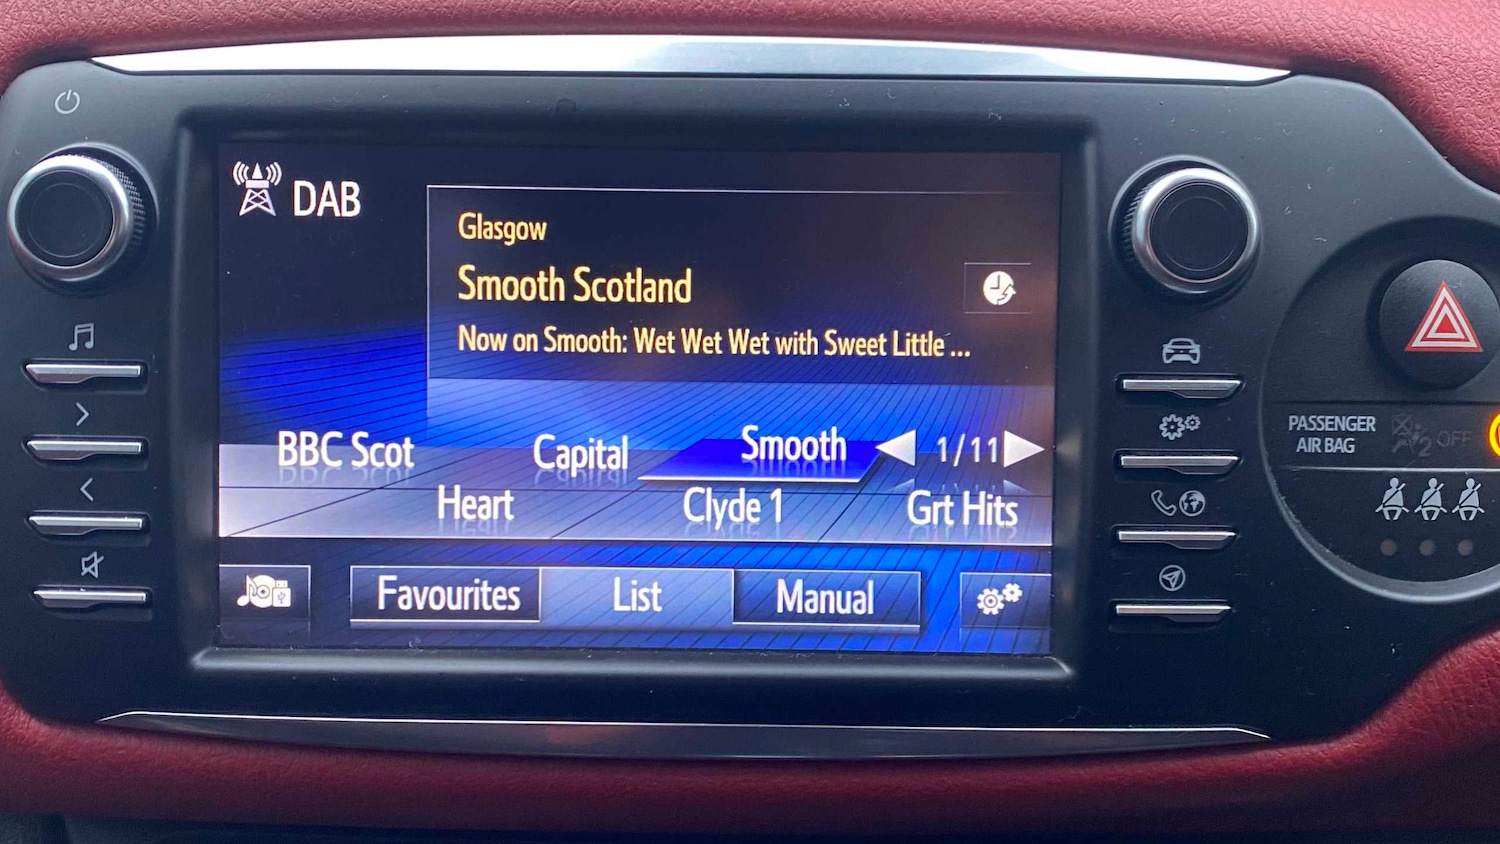 DAB
Glasgow
Smooth Scotland
Now on Smooth: Wet Wet Wet with Sweet Little ...
BBC Scot
Capital
Smooth
1/11
Heart
Clyde 1
Grt Hits
Favourites
List
Manual
PASSENGER
AIR BAG
2
OFF